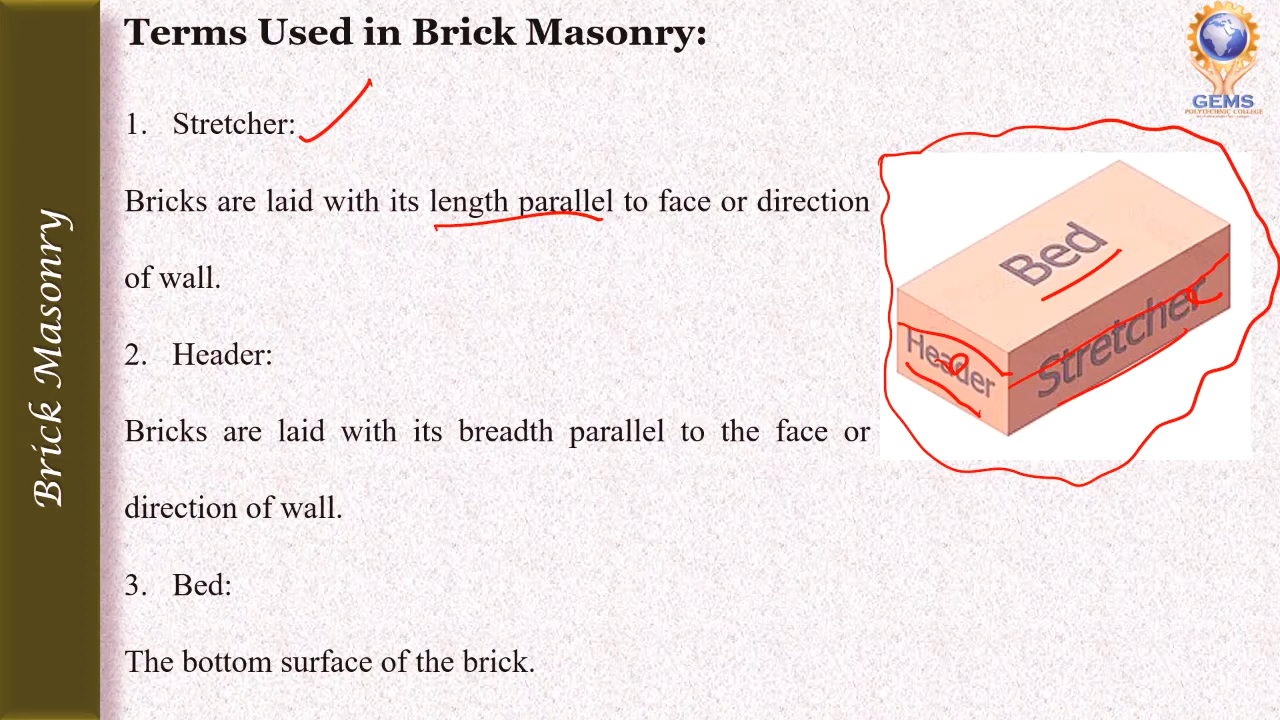 Terms Used in Brick Masonry:
1. Stretcher:
Bricks are laid with its length parallel to face or direction
of wall.
2. Header:
Bricks are laid with its breadth parallel to the face or
direction of wall.
3. Bed:
The bottom surface of the brick.
Brick Masonry
Bed
Header
Stretcher
GEMS
POLYTECHNIC COLLEGE